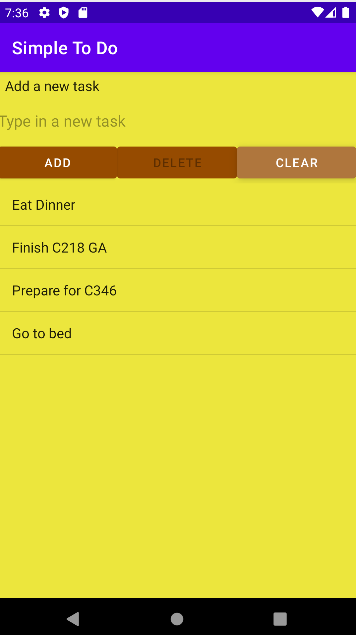 7:36
Simple To Do
Add a new task
Type in a new task
ADD DELETE CLEAR
Eat Dinner
Finish C218 GA
Prepare for C346
Go to bed